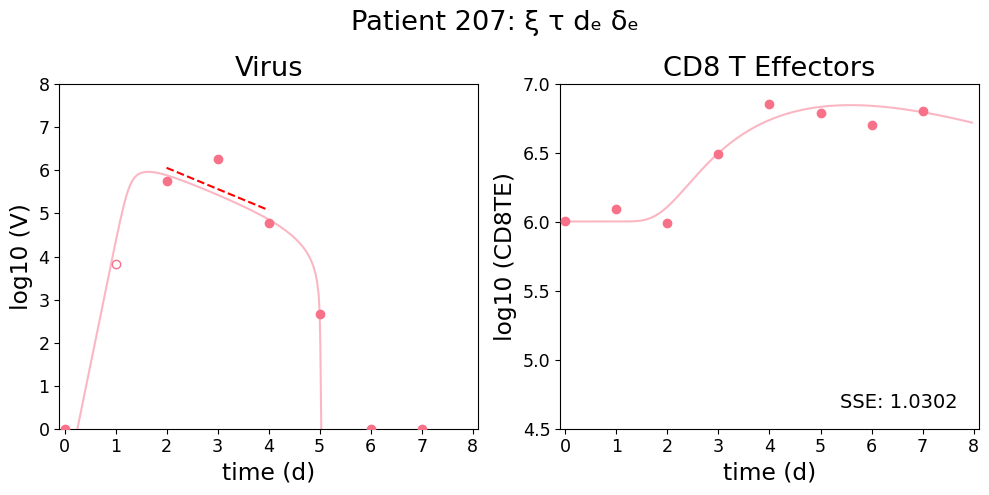 Patient 207: ξ τ dₑ δₑ
Virus
CD8 T Effectors
log10 (V)
8
7
6
5
4
3
2
1
0
0 1 2 3 4 5 6 7 8
time (d)
log10 (CD8TE)
7.0
6.5
6.0
5.5
5.0
4.5
SSE: 1.0302
0 1 2 3 4 5 6 7 8
time (d)